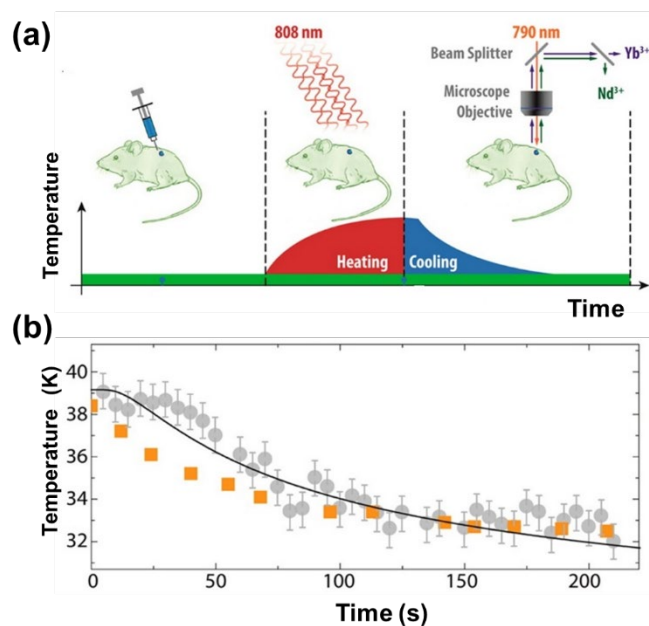 (a)
808 nm
790 nm
Beam Splitter
Yb³⁺
Microscope
Objective
Nd³⁺
Temperature
Heating
Cooling
Time
(b)
Temperature (K)
40
38
36
34
32
0
50
100
150
200
Time (s)